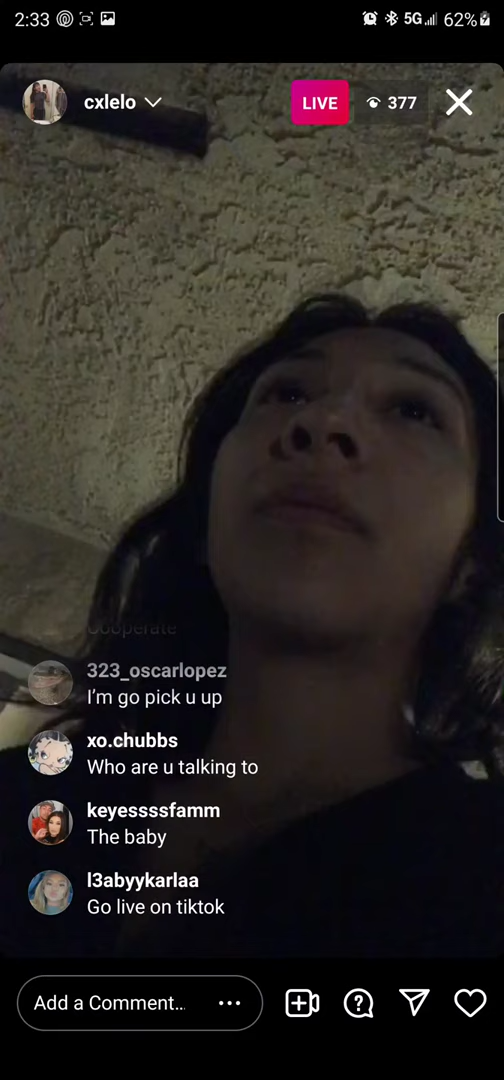 2:33
5G
62%
cxlelo
LIVE
377
Cooperate
323_oscarlopez
I'm go pick u up
xo.chubbs
Who are u talking to
keyessssfamm
The baby
l3abyykarlaa
Go live on tiktok
Add a Comment...